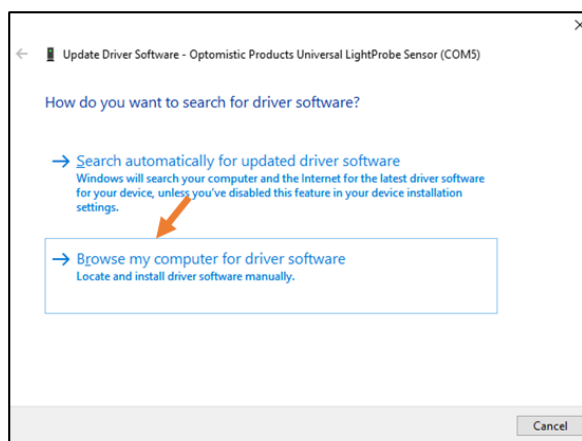 Update Driver Software - Optomistic Products Universal LightProbe Sensor (COM5)
How do you want to search for driver software?
Search automatically for updated driver software
Windows will search your computer and the Internet for the latest driver software
for your device, unless you've disabled this feature in your device installation
settings.
Browse my computer for driver software
Locate and install driver software manually.
Cancel